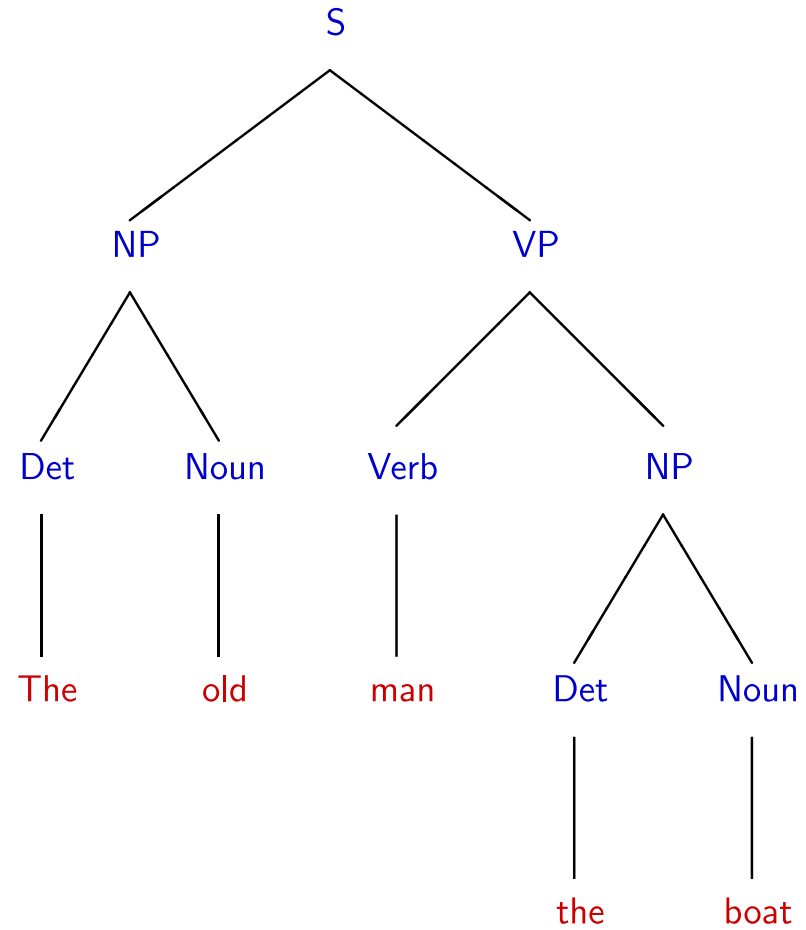 S
NP VP
Det Noun Verb NP
The old man Det Noun
the boat